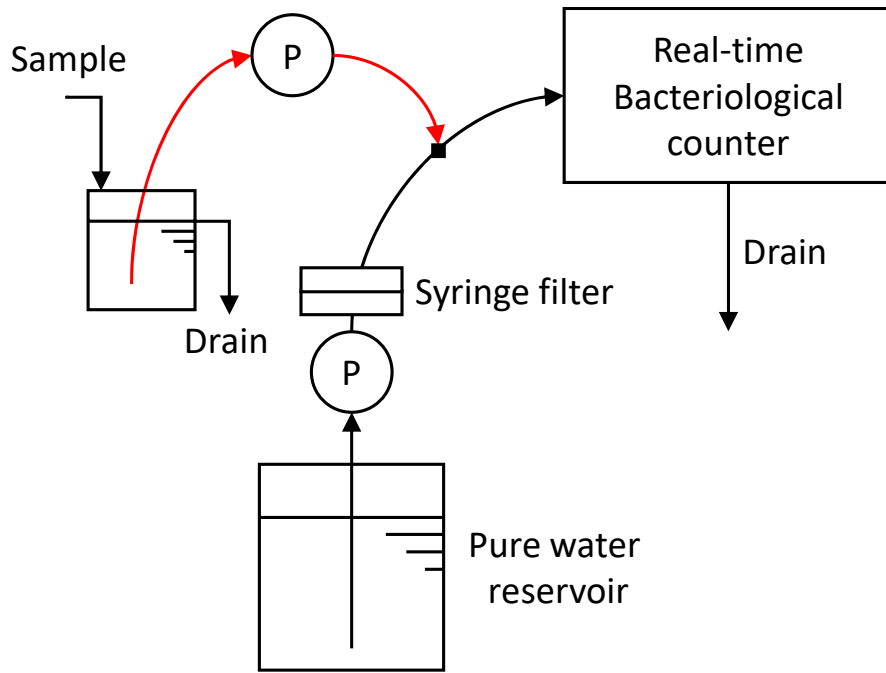 Sample
P
Real-time
Bacteriological
counter
Drain
Syringe filter
Drain
P
Pure water
reservoir